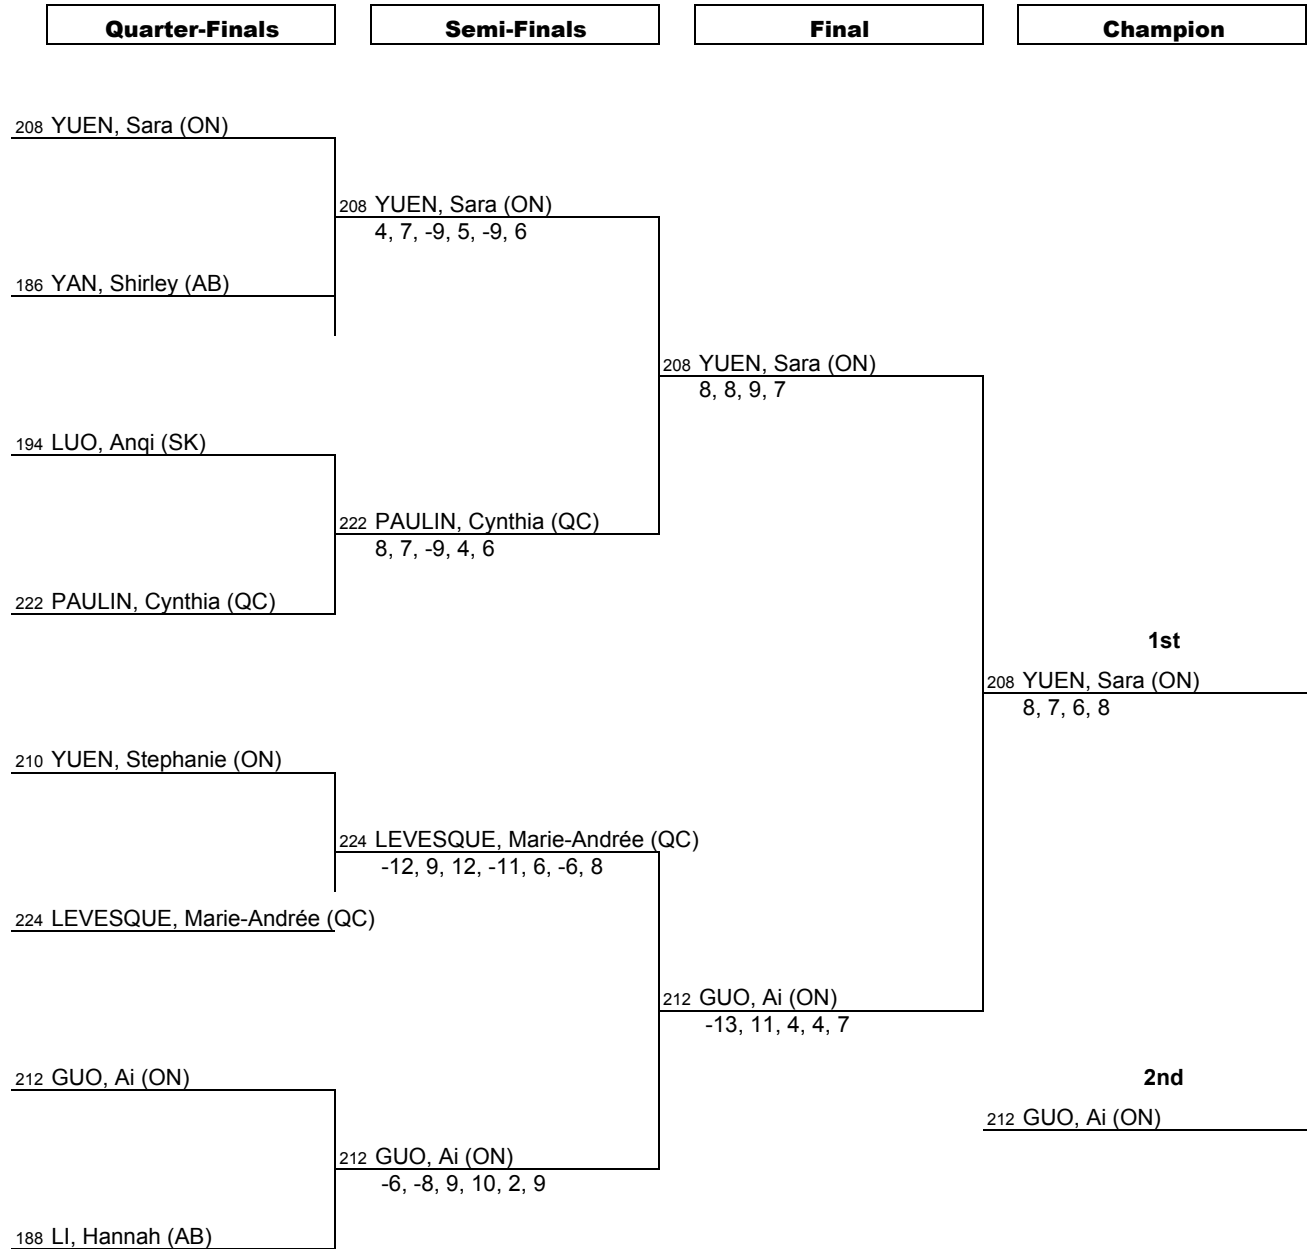 Quarter-Finals Semi-Finals Final Champion
208 YUEN, Sara (ON)
208 YUEN, Sara (ON)
4, 7, -9, 5, -9, 6
186 YAN, Shirley (AB)
208 YUEN, Sara (ON)
8, 8, 9, 7
194 LUO, Anqi (SK)
222 PAULIN, Cynthia (QC)
8, 7, -9, 4, 6
222 PAULIN, Cynthia (QC)
1st
208 YUEN, Sara (ON)
8, 7, 6, 8
210 YUEN, Stephanie (ON)
224 LEVESQUE, Marie-Andrée (QC)
-12, 9, 12, -11, 6, -6, 8
224 LEVESQUE, Marie-Andrée (QC)
212 GUO, Ai (ON)
-13, 11, 4, 4, 7
212 GUO, Ai (ON)
2nd
212 GUO, Ai (ON)
212 GUO, Ai (ON)
-6, -8, 9, 10, 2, 9
188 LI, Hannah (AB)